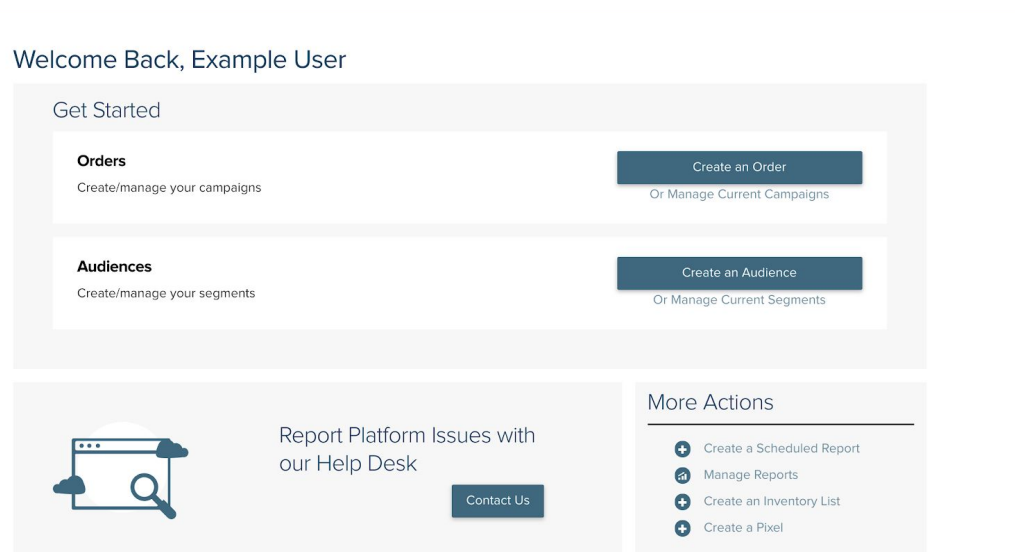 Welcome Back, Example User
Get Started
Orders
Create/manage your campaigns
Create an Order
Or Manage Current Campaigns
Audiences
Create/manage your segments
Create an Audience
Or Manage Current Segments
Report Platform Issues with
our Help Desk
Contact Us
More Actions
Create a Scheduled Report
Manage Reports
Create an Inventory List
Create a Pixel